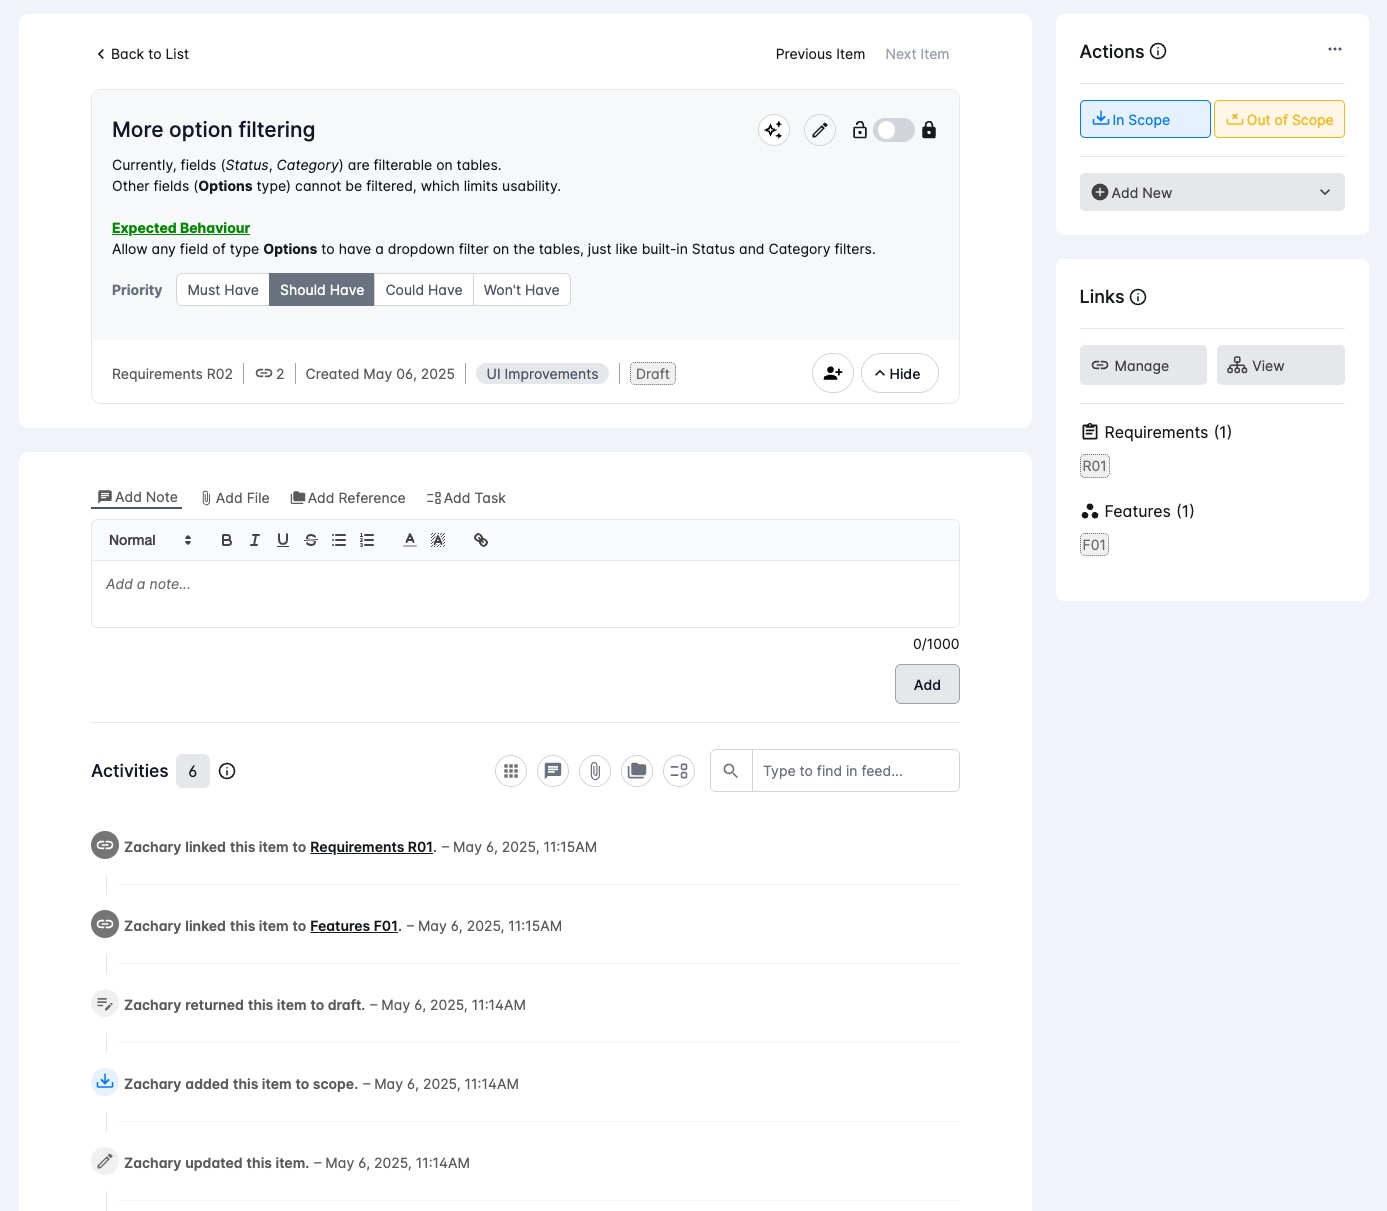 Back to List
Previous Item
Next Item
More option filtering
Currently, fields (Status, Category) are filterable on tables.
Other fields (Options type) cannot be filtered, which limits usability.
Expected Behaviour
Allow any field of type Options to have a dropdown filter on the tables, just like built-in Status and Category filters.
Priority
Must Have
Should Have
Could Have
Won't Have
Requirements R02
2
Created May 06, 2025
UI Improvements
Draft
Hide
Add Note
Add File
Add Reference
Add Task
Normal
B
I
U
S
A
A
Add a note...
0/1000
Add
Activities
6
Type to find in feed...
Zachary linked this item to Requirements R01. – May 6, 2025, 11:15AM
Zachary linked this item to Features F01. – May 6, 2025, 11:15AM
Zachary returned this item to draft. – May 6, 2025, 11:14AM
Zachary added this item to scope. – May 6, 2025, 11:14AM
Zachary updated this item. – May 6, 2025, 11:14AM
Actions
In Scope
Out of Scope
Add New
Links
Manage
View
Requirements (1)
R01
Features (1)
F01